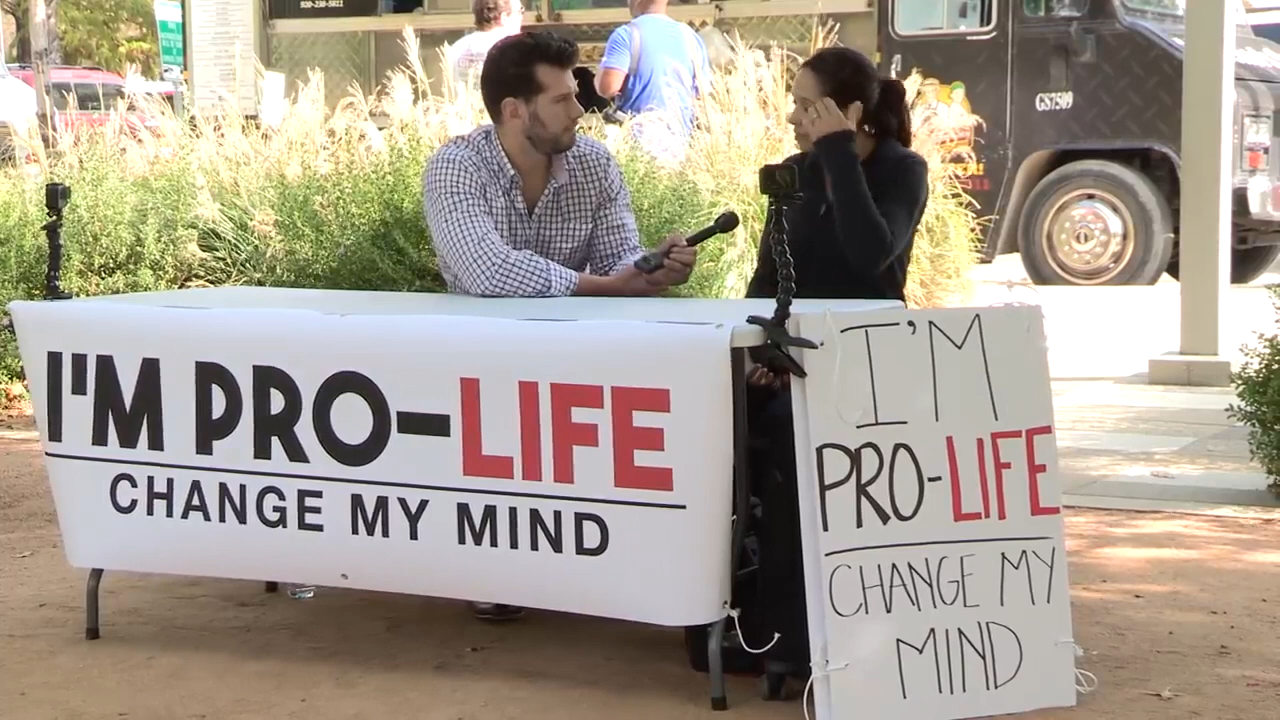 I'M PRO-LIFE
CHANGE MY MIND
I'M
PRO-LIFE
CHANGE MY
MIND
GS7509